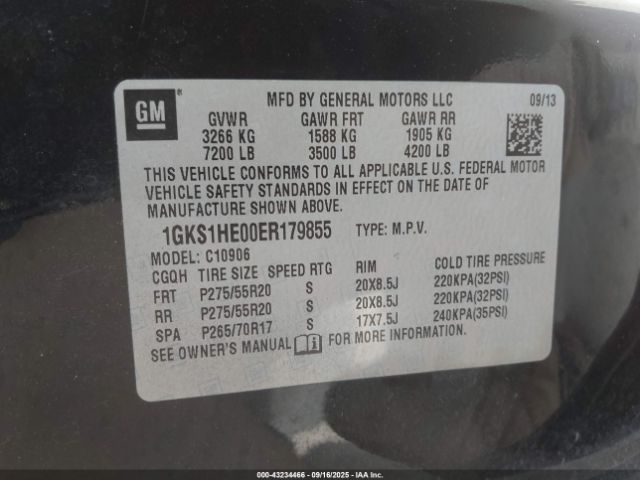 GM ®
MFD BY GENERAL MOTORS LLC 09/13
GVWR GAWR FRT GAWR RR
3266 KG 1588 KG 1905 KG
7200 LB 3500 LB 4200 LB
THIS VEHICLE CONFORMS TO ALL APPLICABLE U.S. FEDERAL MOTOR
VEHICLE SAFETY STANDARDS IN EFFECT ON THE DATE OF
MANUFACTURE SHOWN ABOVE.
1GKS1HE00ER179855 TYPE: M.P.V.
MODEL: C10906
CGQH TIRE SIZE SPEED RTG RIM COLD TIRE PRESSURE
FRT P275/55R20 S 20X8.5J 220KPA(32PSI)
RR P275/55R20 S 20X8.5J 220KPA(32PSI)
SPA P265/70R17 S 17X7.5J 240KPA(35PSI)
SEE OWNER'S MANUAL FOR MORE INFORMATION.
000-43234466 - 09/16/2025 - IAA, Inc.